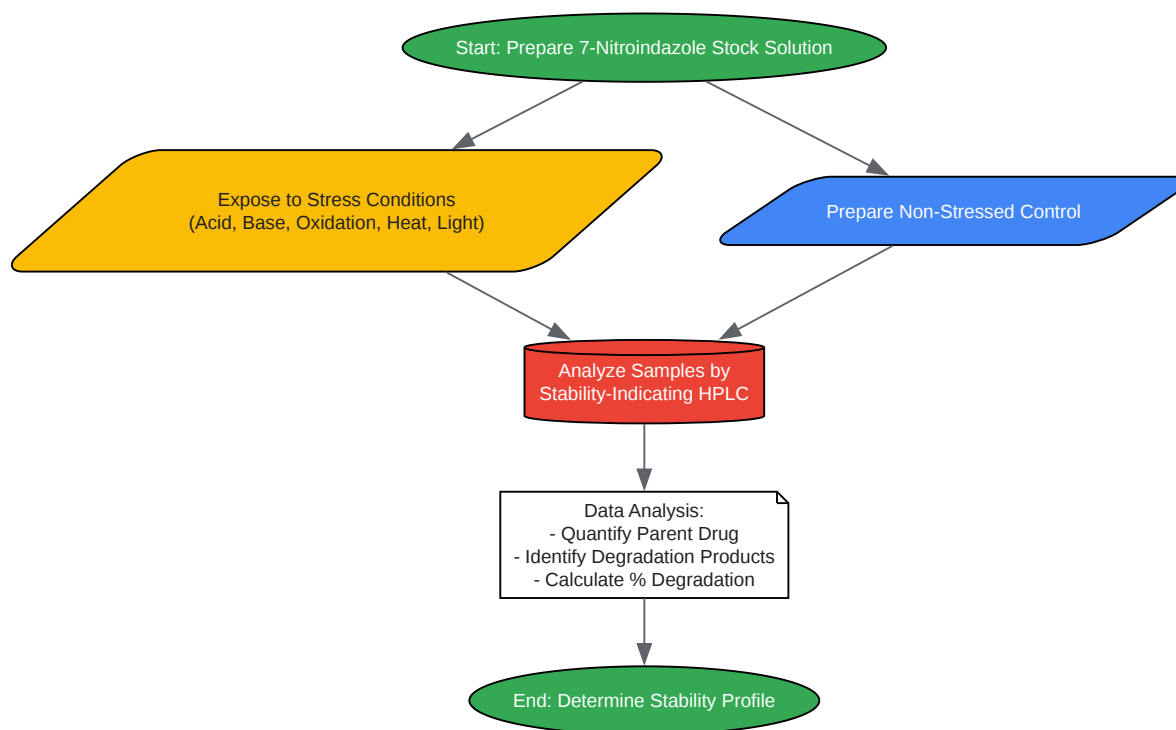 Start: Prepare 7-Nitroindazole Stock Solution
Expose to Stress Conditions
(Acid, Base, Oxidation, Heat, Light)
Prepare Non-Stressed Control
Analyze Samples by
Stability-Indicating HPLC
Data Analysis:
- Quantify Parent Drug
- Identify Degradation Products
- Calculate % Degradation
End: Determine Stability Profile